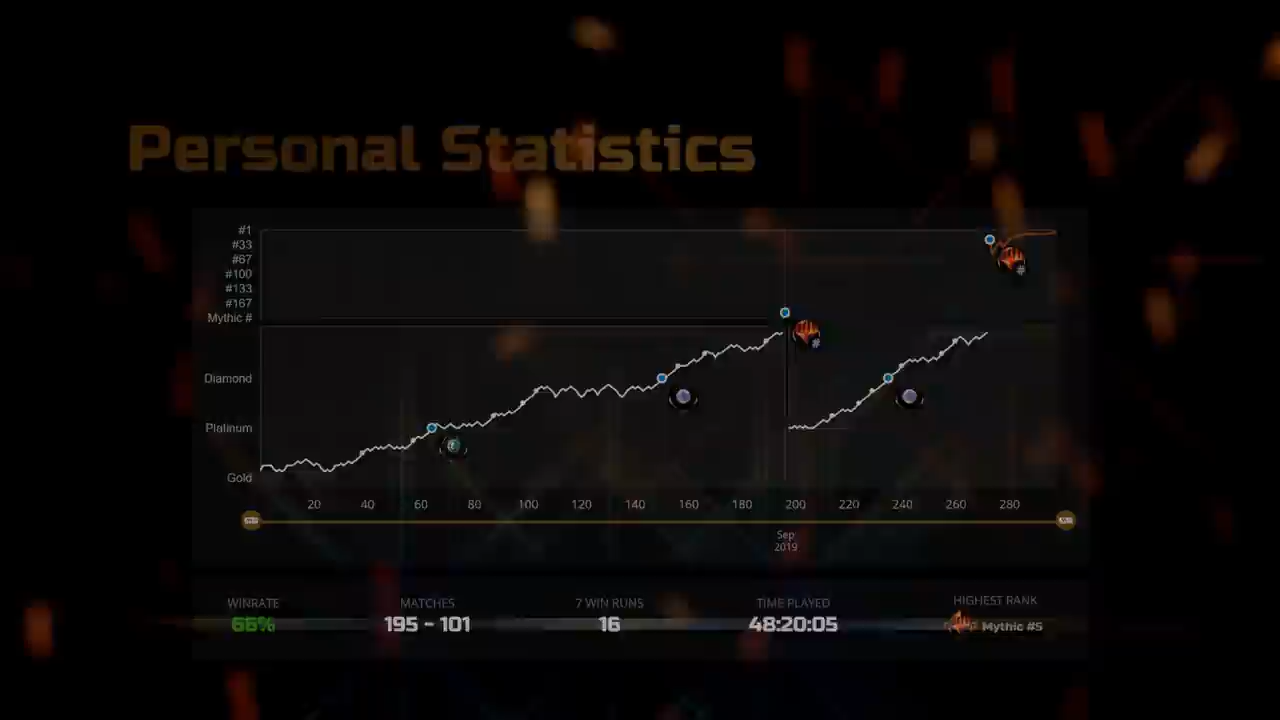 Personal Statistics
#1
#33
#67
#100
#133
#167
Mythic #
Diamond
Platinum
Gold
20 40 60 80 100 120 140 160 180 200 220 240 260 280
Sep
2019
WINRATE MATCHES 7 WIN RUNS TIME PLAYED HIGHEST RANK
66% 195 - 101 16 48:20:05 Mythic #5